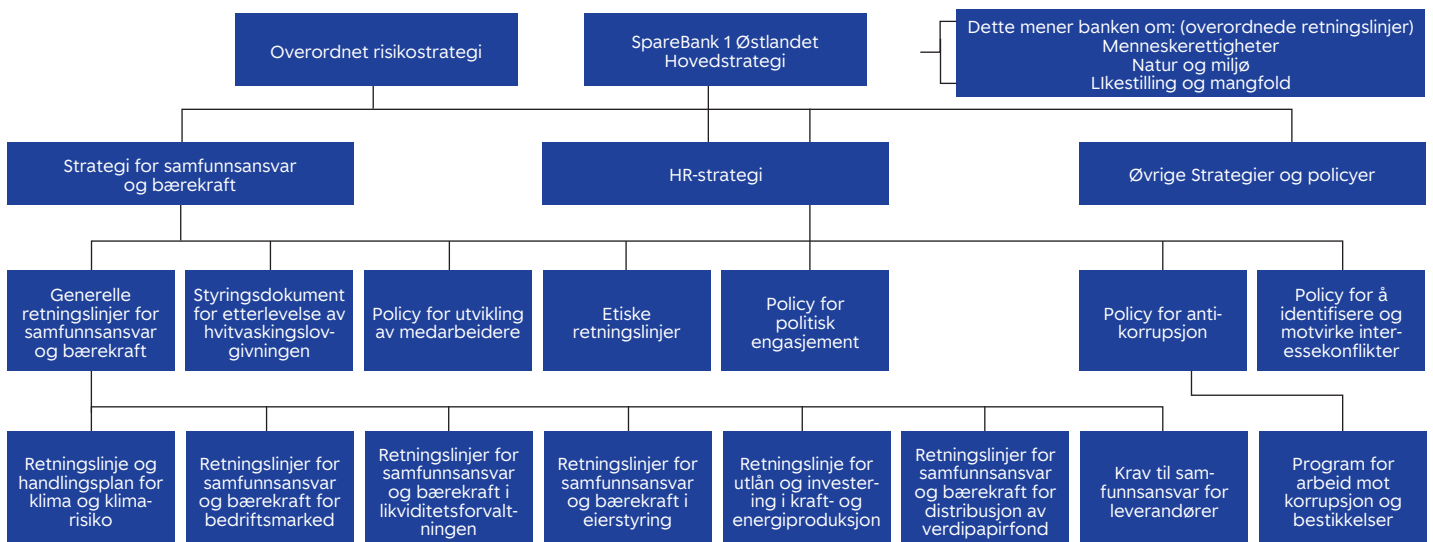 Overordnet risikostrategi
SpareBank 1 Østlandet
Hovedstrategi
Dette mener banken om: (overordnede retningslinjer)
Menneskerettigheter
Natur og miljø
LIkestilling og mangfold
Strategi for samfunnsansvar
og bærekraft
HR-strategi
Øvrige Strategier og policyer
Generelle
retningslinjer for
samfunnsansvar
og bærekraft
Styringsdokument
for etterlevelse av
hvitvaskingslov-
givningen
Policy for utvikling
av medarbeidere
Etiske
retningslinjer
Policy for
politisk
engasjement
Policy for anti-
korrupsjon
Policy for å
identifisere og
motvirke inter-
essekonflikter
Retningslinje og
handlingsplan for
klima og klima-
risiko
Retningslinjer for
samfunnsansvar
og bærekraft for
bedriftsmarked
Retningslinjer for
samfunnsansvar
og bærekraft i
likviditetsforvalt-
ningen
Retningslinjer for
samfunnsansvar
og bærekraft i
eierstyring
Retningslinje for
utlån og invester-
ing i kraft- og
energiproduksjon
Retningslinjer for
samfunnsansvar
og bærekraft for
distribusjon av
verdipapirfond
Krav til sam-
funnsansvar for
leverandører
Program for
arbeid mot
korrupsjon og
bestikkelser